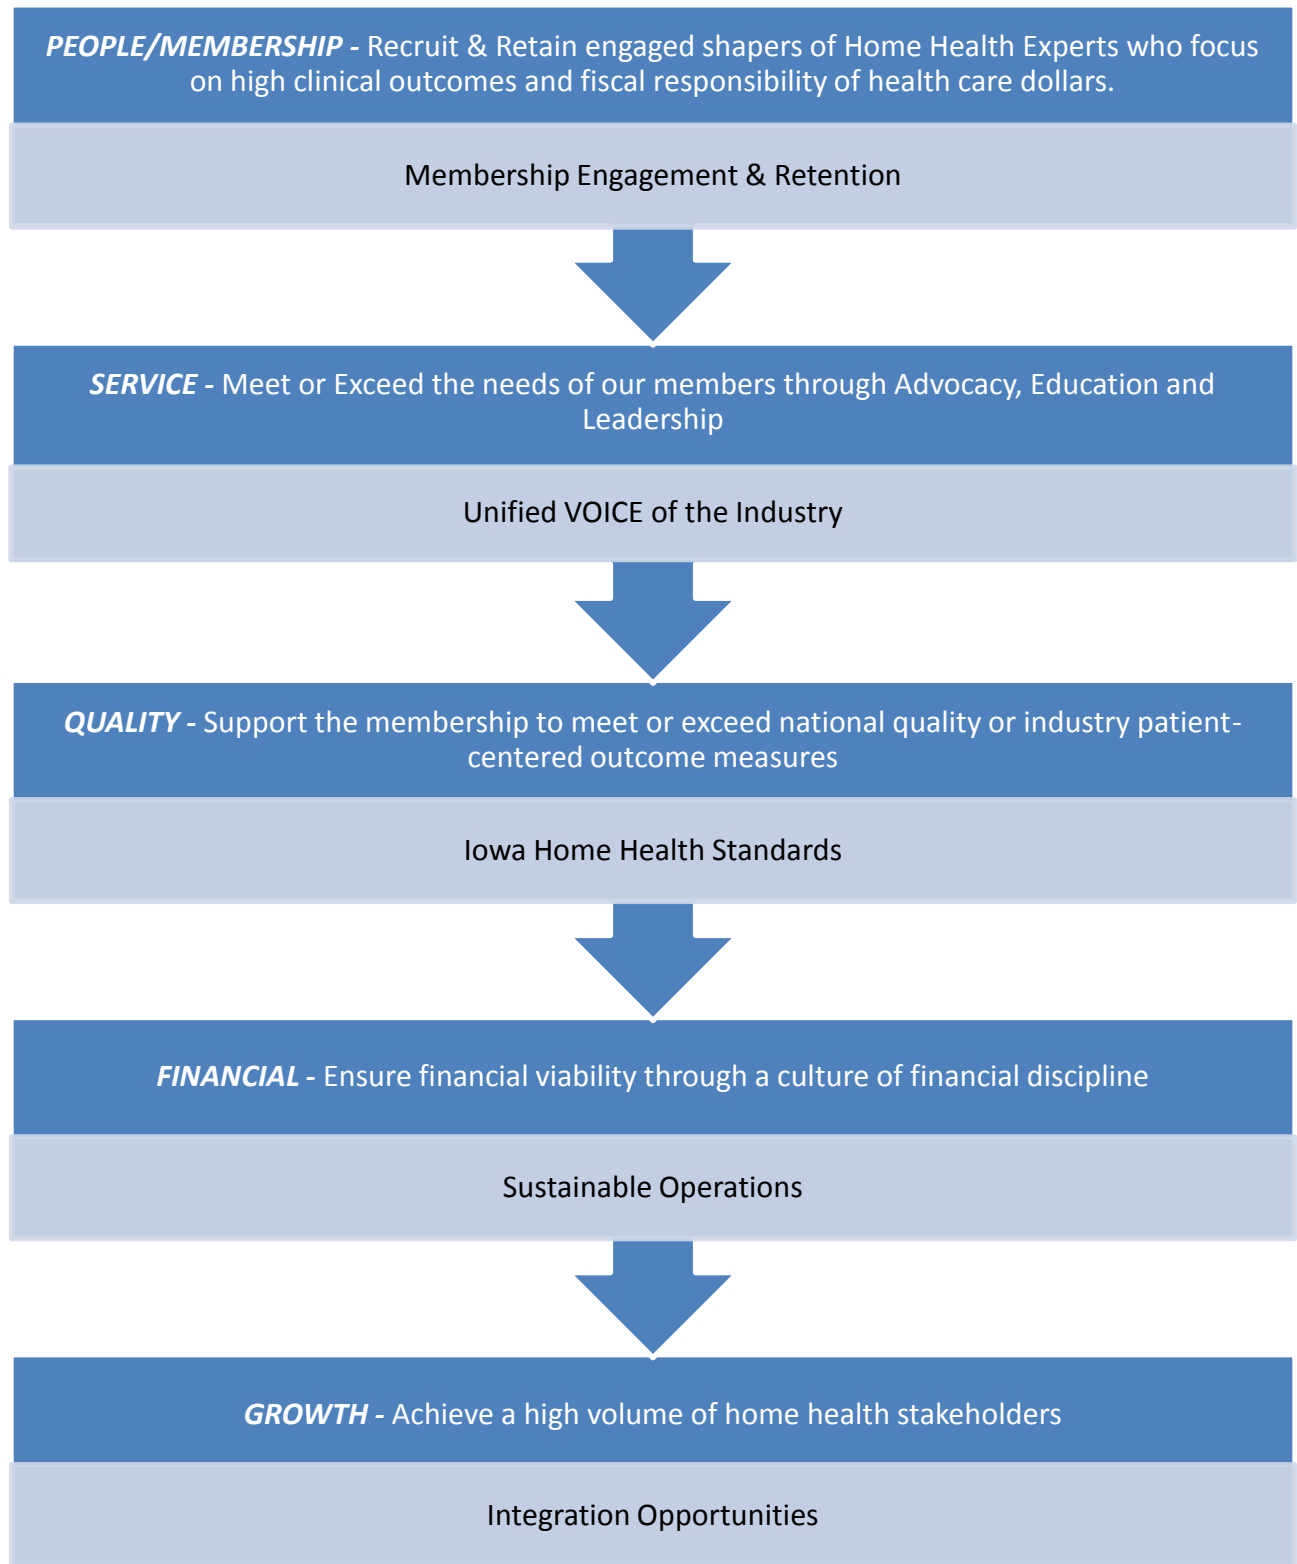 PEOPLE/MEMBERSHIP - Recruit & Retain engaged shapers of Home Health Experts who focus
on high clinical outcomes and fiscal responsibility of health care dollars.
Membership Engagement & Retention
SERVICE - Meet or Exceed the needs of our members through Advocacy, Education and
Leadership
Unified VOICE of the Industry
QUALITY - Support the membership to meet or exceed national quality or industry patient-
centered outcome measures
Iowa Home Health Standards
FINANCIAL - Ensure financial viability through a culture of financial discipline
Sustainable Operations
GROWTH - Achieve a high volume of home health stakeholders
Integration Opportunities